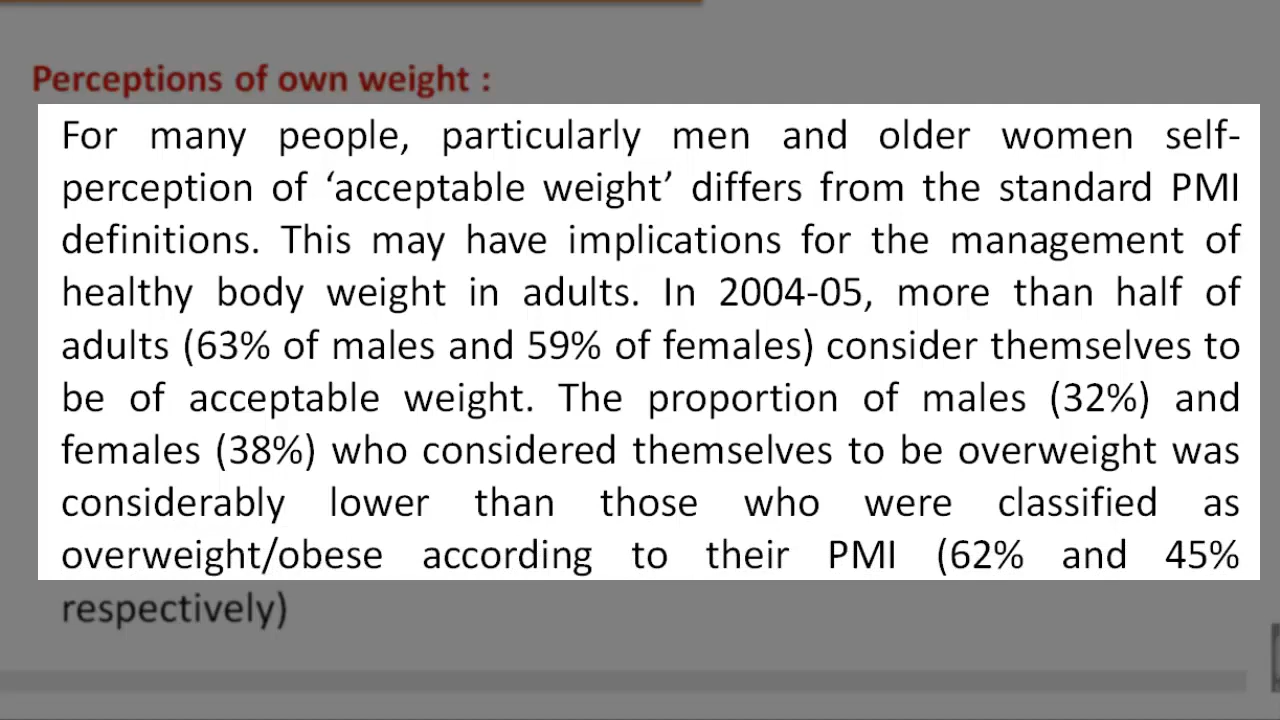 Perceptions of own weight :
For many people, particularly men and older women self-
perception of ‘acceptable weight’ differs from the standard PMI
definitions. This may have implications for the management of
healthy body weight in adults. In 2004-05, more than half of
adults (63% of males and 59% of females) consider themselves to
be of acceptable weight. The proportion of males (32%) and
females (38%) who considered themselves to be overweight was
considerably lower than those who were classified as
overweight/obese according to their PMI (62% and 45%
respectively)